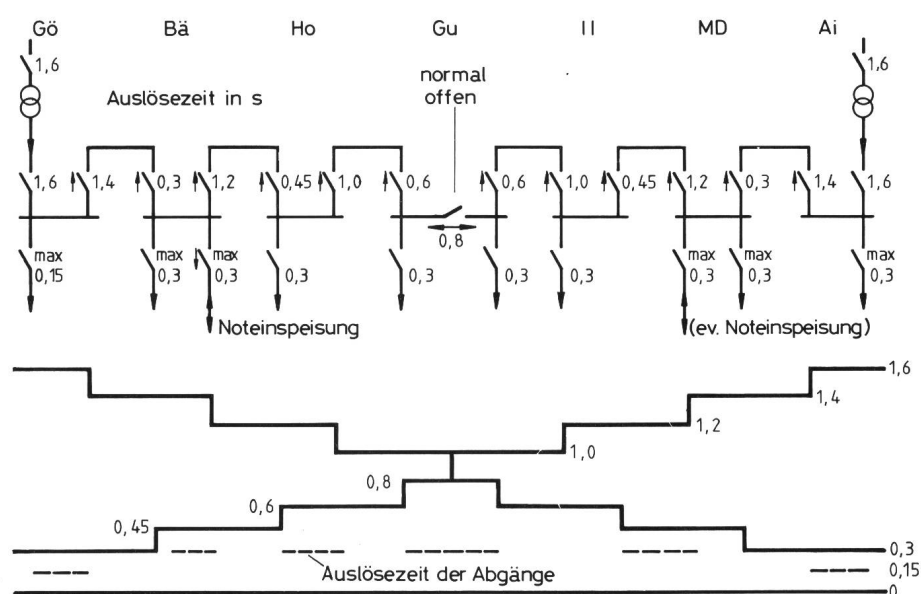 Gö Bä Ho Gu II MD Ai
1,6 normal 1,6
offen
Auslösezeit in s
1,6 1,4 0,3 1,2 0,45 1,0 0,6 0,6 1,0 0,45 1,2 0,3 1,4 1,6
0,8
max max max max max max
0,15 0,3 0,3 0,3 0,3 0,3 0,3 0,3 0,3 0,3
Noteinspeisung (ev. Noteinspeisung)
1,6
1,4
1,2
1,0
0,8
0,6
0,45
0,3
0,15
Auslösezeit der Abgänge
0